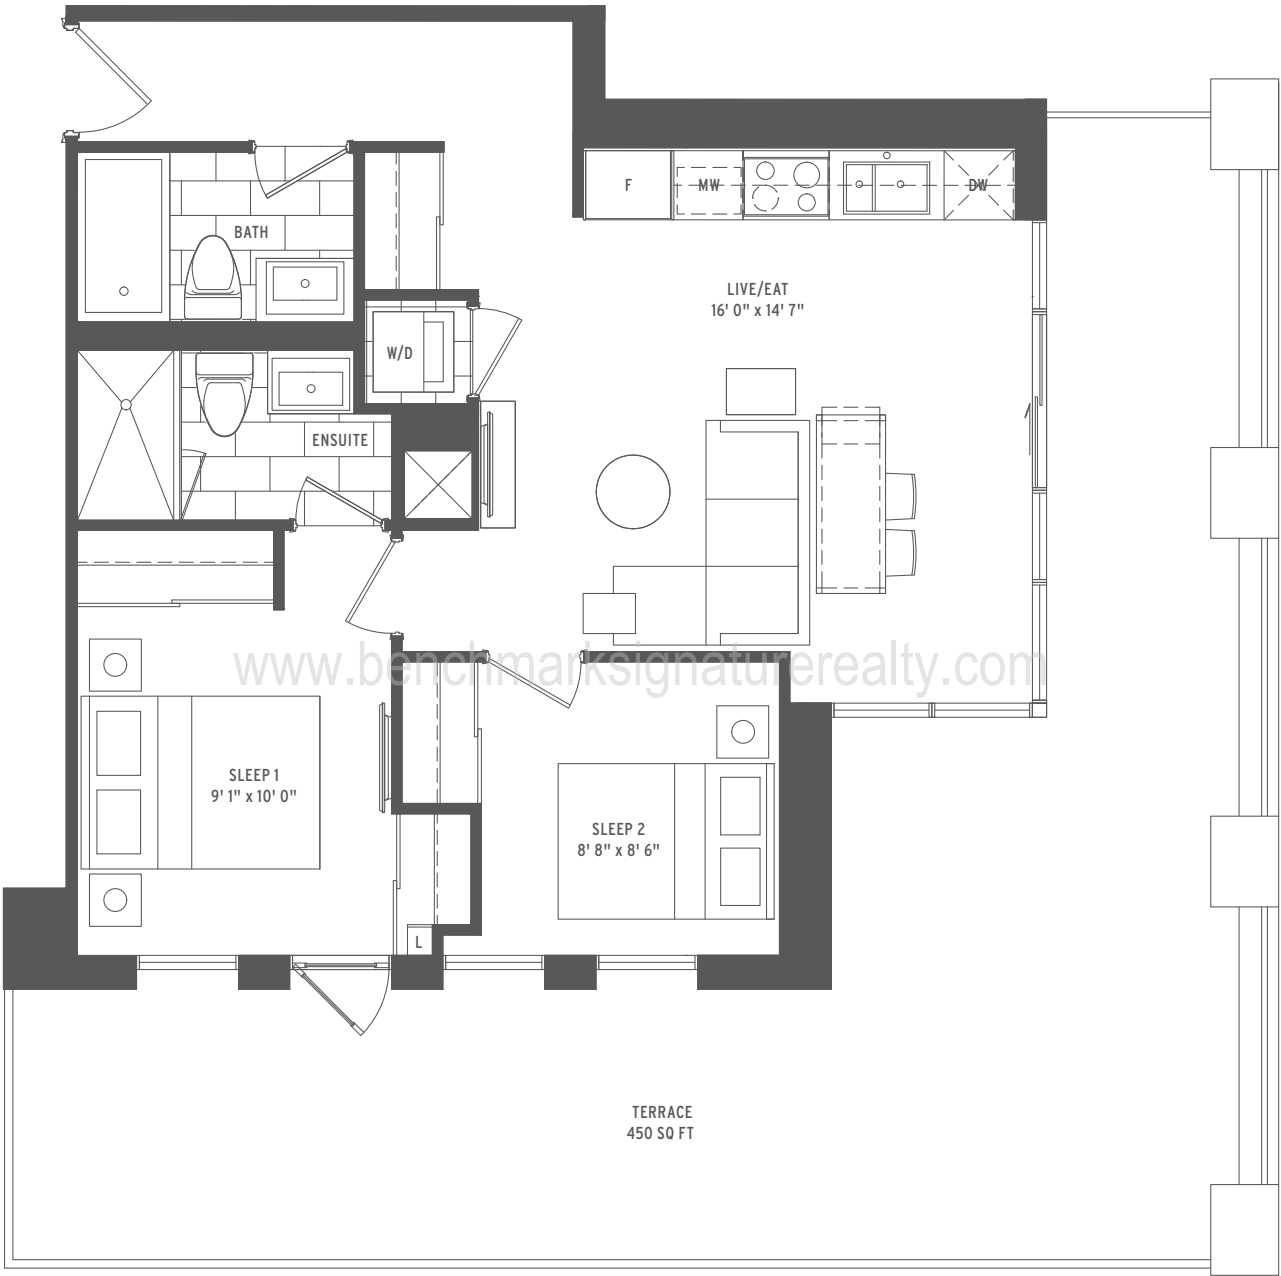 F
MW
DW
BATH
LIVE/EAT
16' 0" x 14' 7"
W/D
ENSUITE
www.benchmarksignaturerealty.com
SLEEP 1
9' 1" x 10' 0"
SLEEP 2
8' 8" x 8' 6"
L
TERRACE
450 SQ FT